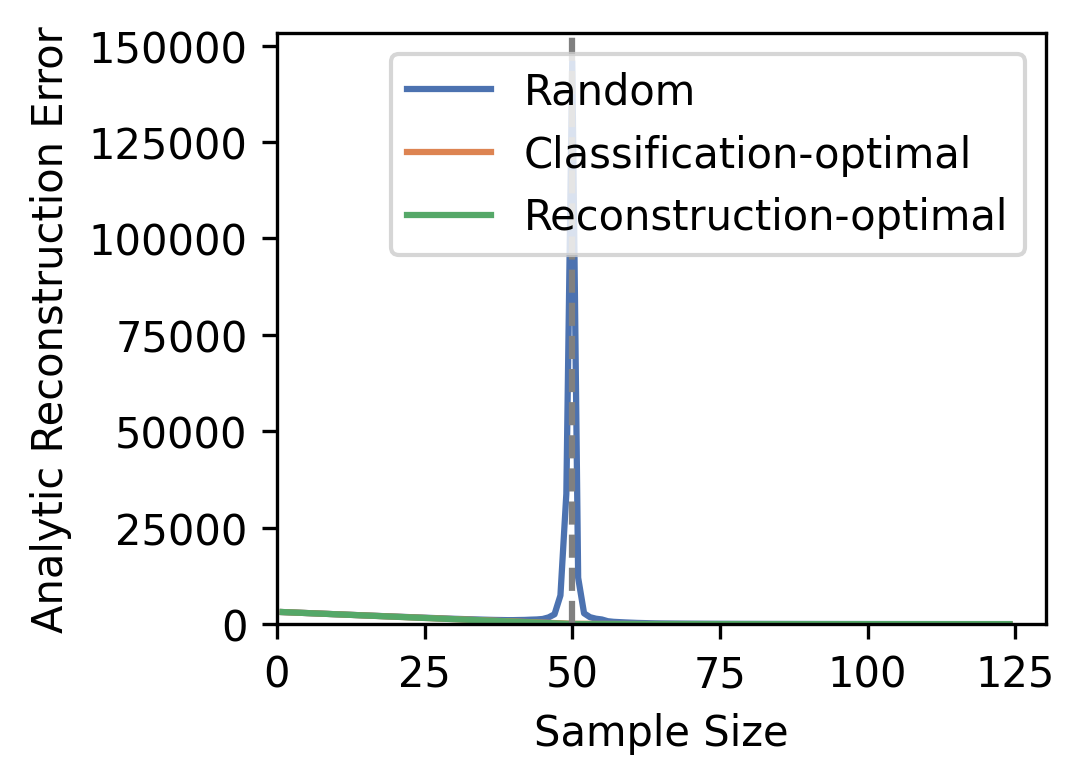 Analytic Reconstruction Error
150000
125000
100000
75000
50000
25000
0
Random
Classification-optimal
Reconstruction-optimal
0 25 50 75 100 125
Sample Size